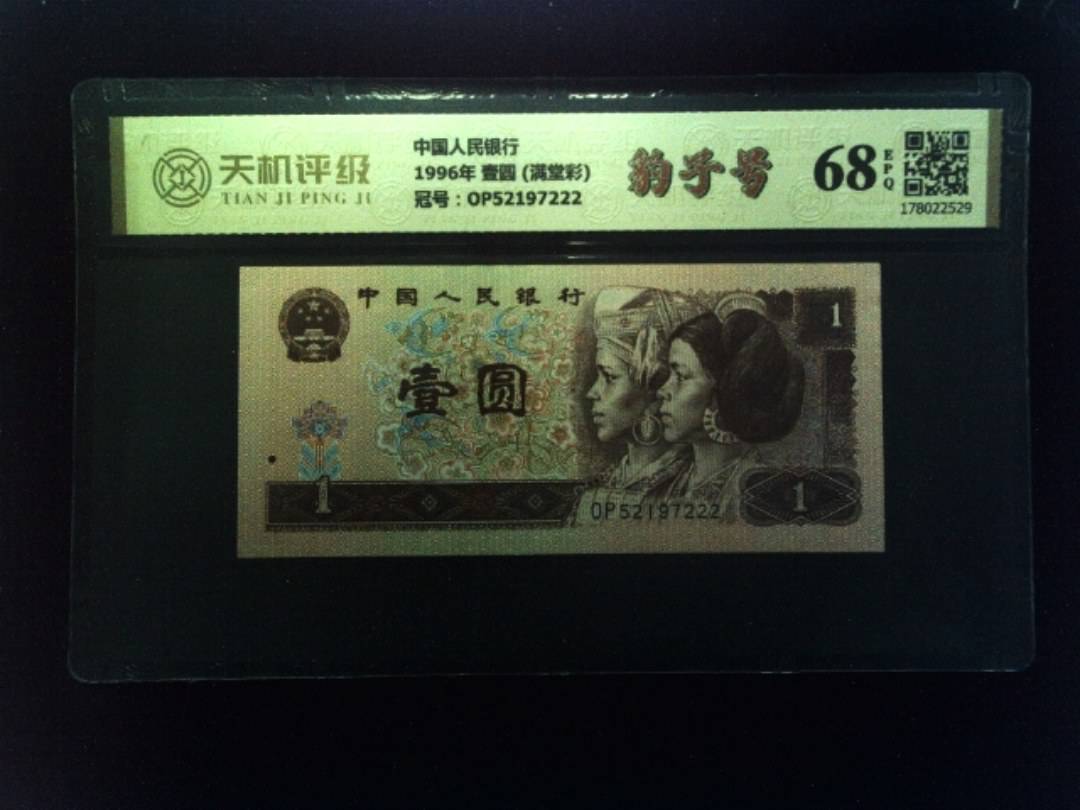 天机评级
TIAN JI PING JI
中国人民银行
1996年 壹圆 (满堂彩)
冠号：OP52197222
豹子号
68
EPQ
178022529
中国人民银行
1
壹圆
1
OP52197222
1